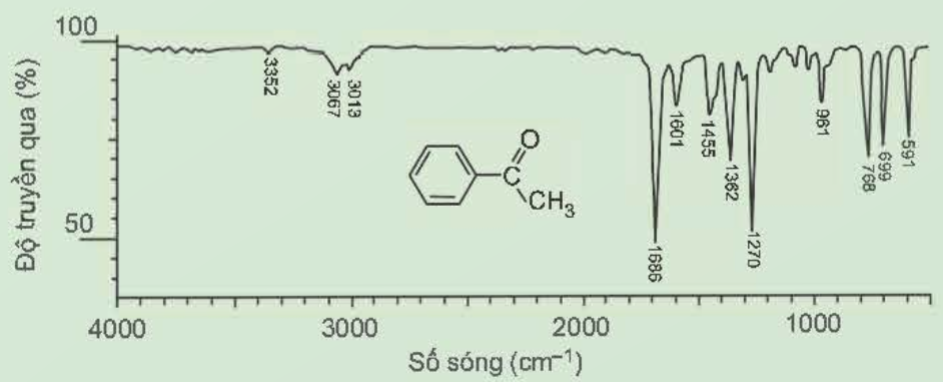 100
50
Độ truyền qua (%)
3352
3067
3013
1686
1601
1455
1362
1270
961
768
699
591
O
C
CH₃
4000 3000 2000 1000
Số sóng (cm⁻¹)